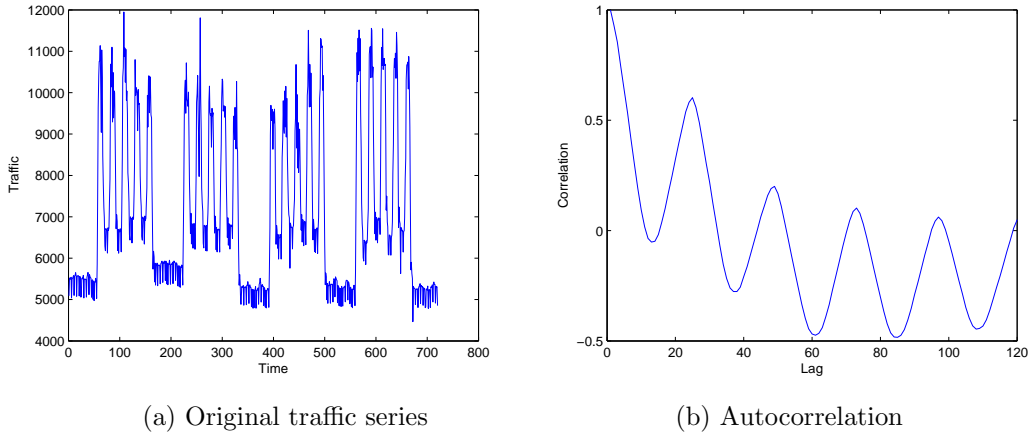 12000
11000
10000
9000
8000
7000
6000
5000
4000
Traffic
0 100 200 300 400 500 600 700 800
Time
(a) Original traffic series
1
0.5
0
−0.5
Correlation
0 20 40 60 80 100 120
Lag
(b) Autocorrelation